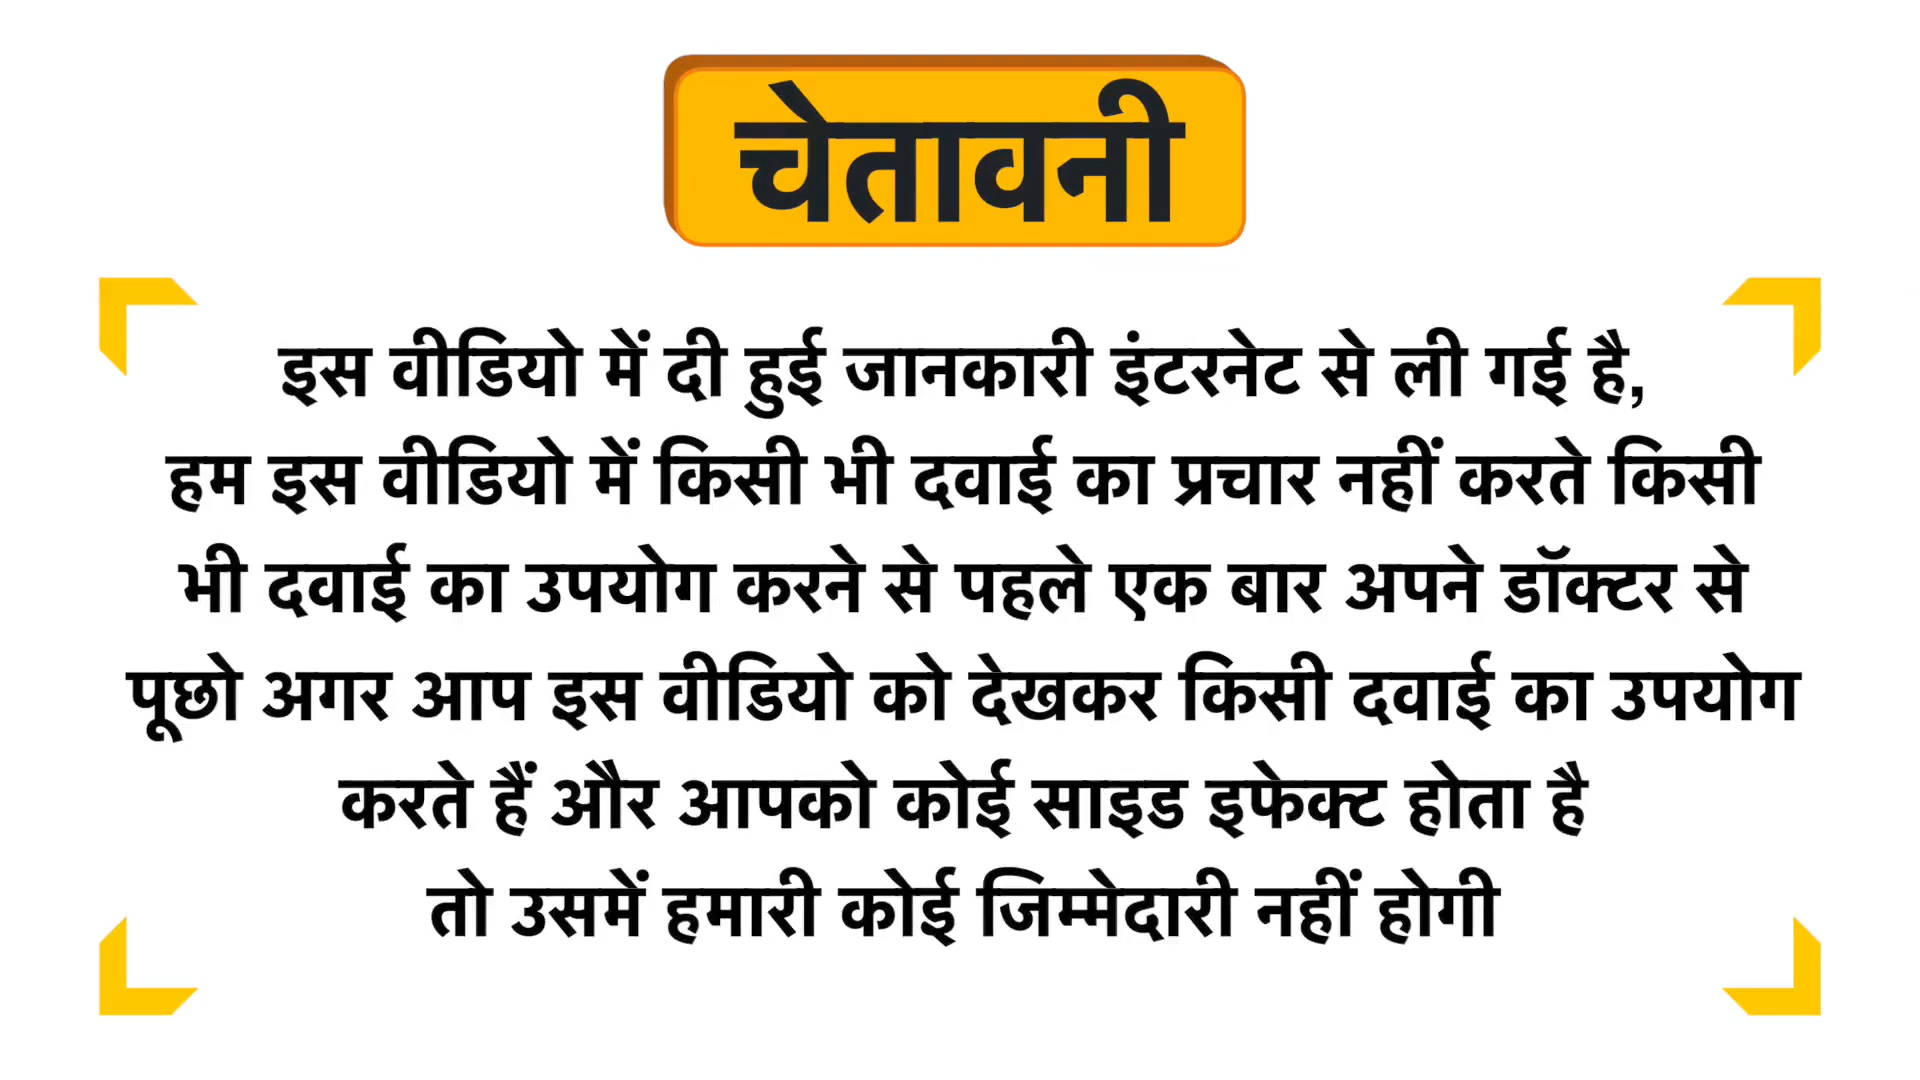 चेतावनी
इस वीडियो में दी हुई जानकारी इंटरनेट से ली गई है,
हम इस वीडियो में किसी भी दवाई का प्रचार नहीं करते किसी
भी दवाई का उपयोग करने से पहले एक बार अपने डॉक्टर से
पूछो अगर आप इस वीडियो को देखकर किसी दवाई का उपयोग
करते हैं और आपको कोई साइड इफेक्ट होता है
तो उसमें हमारी कोई जिम्मेदारी नहीं होगी